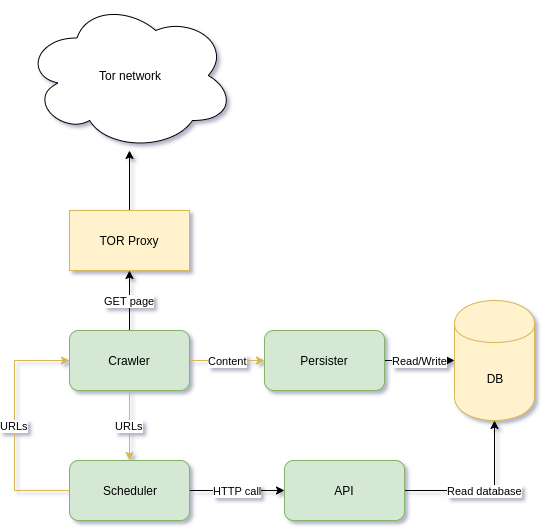 Tor network
TOR Proxy
GET page
Crawler
Content
Persister
Read/Write
DB
URLs
URLs
Scheduler
HTTP call
API
Read database